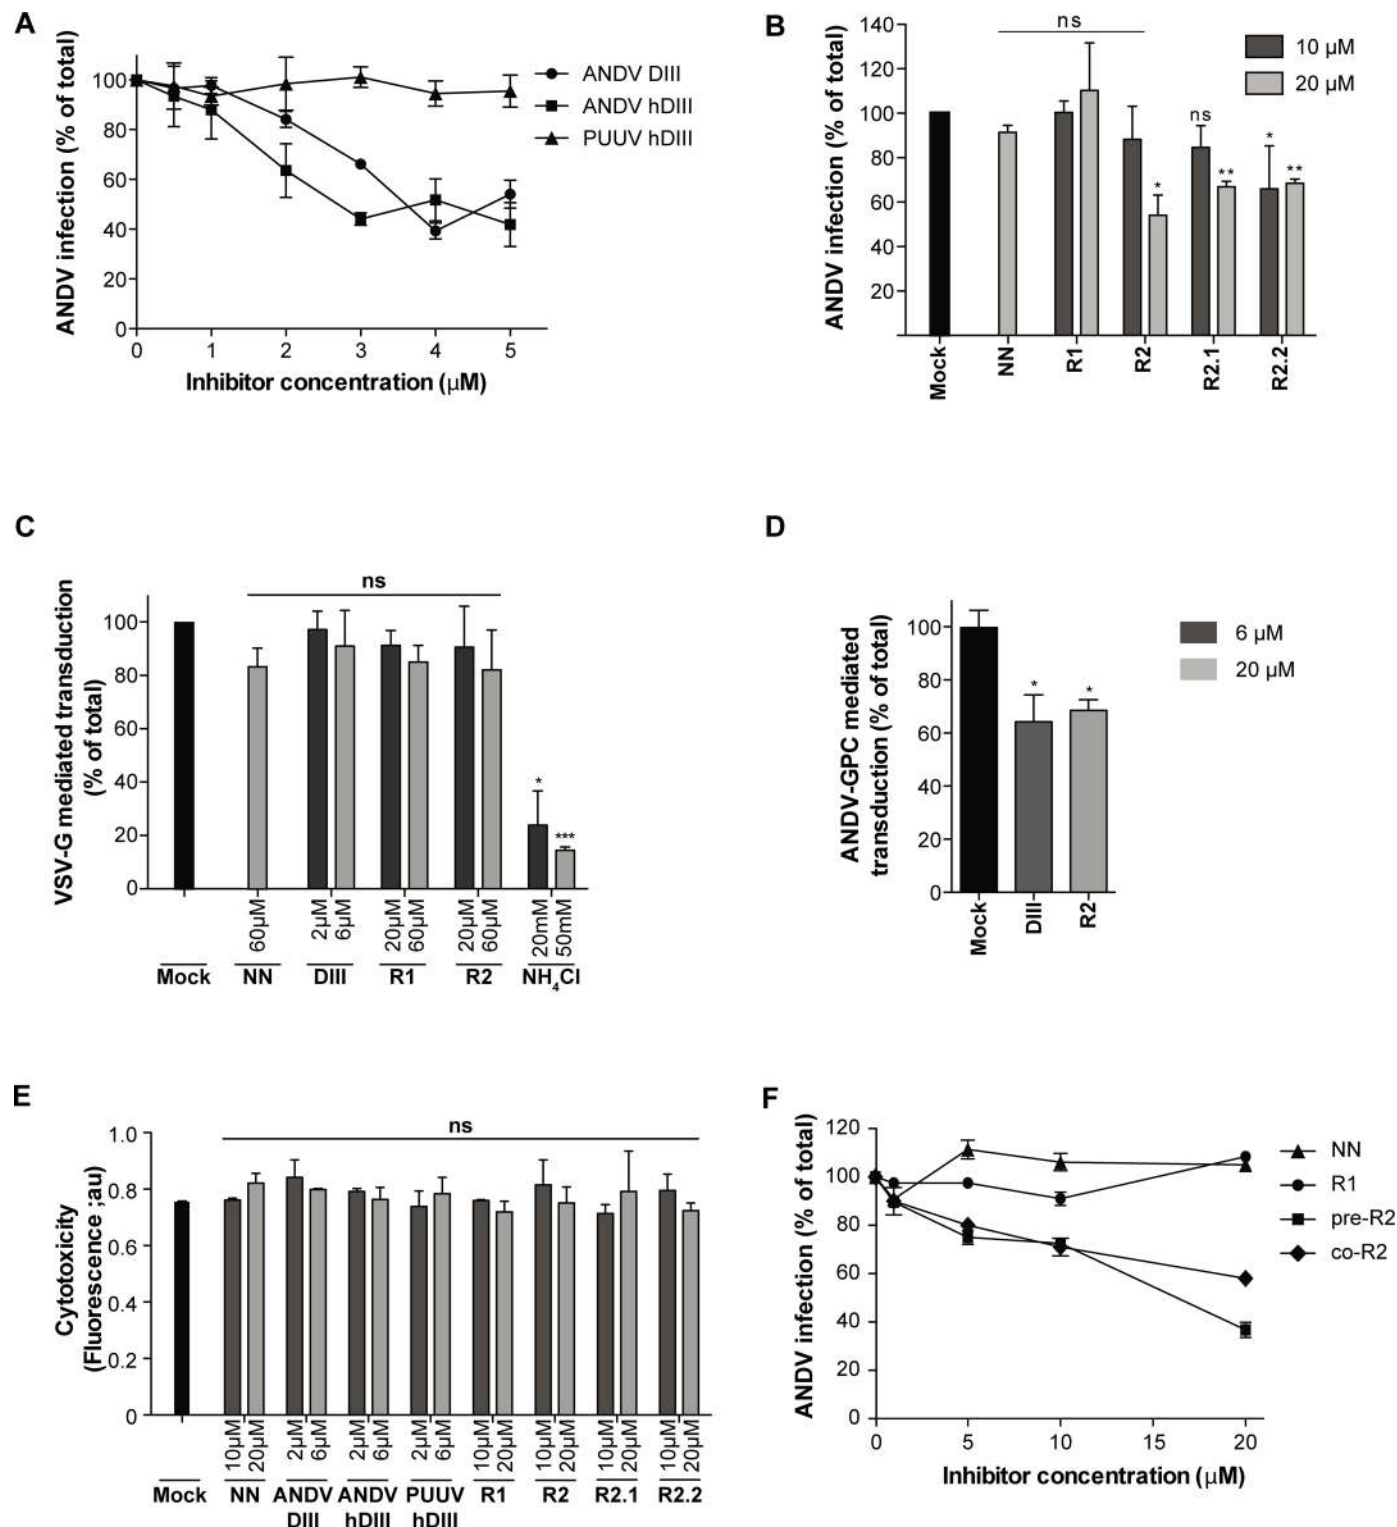 A
ANDV infection (% of total)
100
80
60
40
20
0
0 1 2 3 4 5
Inhibitor concentration (μM)
ANDV DIII
ANDV hDIII
PUUV hDIII
B
ANDV infection (% of total)
140
120
100
80
60
40
20
ns
ns
*
**
*
**
10 μM
20 μM
Mock
NN
R1
R2
R2.1
R2.2
C
VSV-G mediated transduction
(% of total)
100
80
60
40
20
0
ns
*
***
60μM
2μM
6μM
20μM
60μM
20μM
60μM
20mM
50mM
Mock NN DIII R1 R2 NH₄Cl
D
ANDV-GPC mediated
transduction (% of total)
100
80
60
40
20
0
*
*
6 μM
20 μM
Mock
DIII
R2
E
Cytotoxicity
(Fluorescence ;au)
1.0
0.8
0.6
0.4
0.2
0
ns
10μM
20μM
2μM
6μM
2μM
6μM
2μM
6μM
10μM
20μM
10μM
20μM
10μM
20μM
10μM
20μM
Mock NN ANDV ANDV PUUV R1 R2 R2.1 R2.2
DIII hDIII hDIII
F
ANDV infection (% of total)
120
100
80
60
40
20
0
0 5 10 15 20
Inhibitor concentration (μM)
NN
R1
pre-R2
co-R2